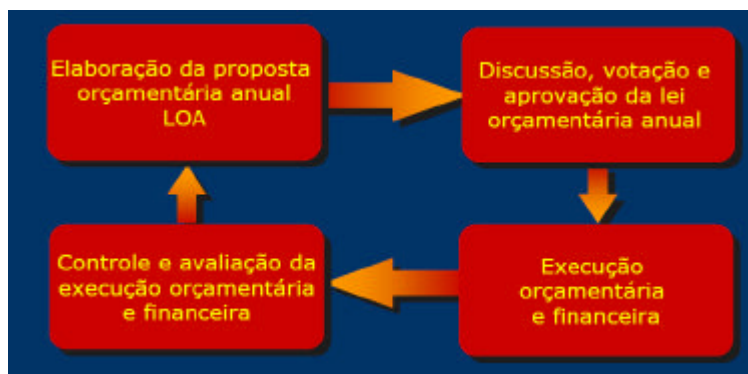 Elaboração da proposta
orçamentária anual
LOA
Discussão, votação e
aprovação da lei
orçamentária anual
Controle e avaliação da
execução orçamentária
e financeira
Execução
orçamentária
e financeira